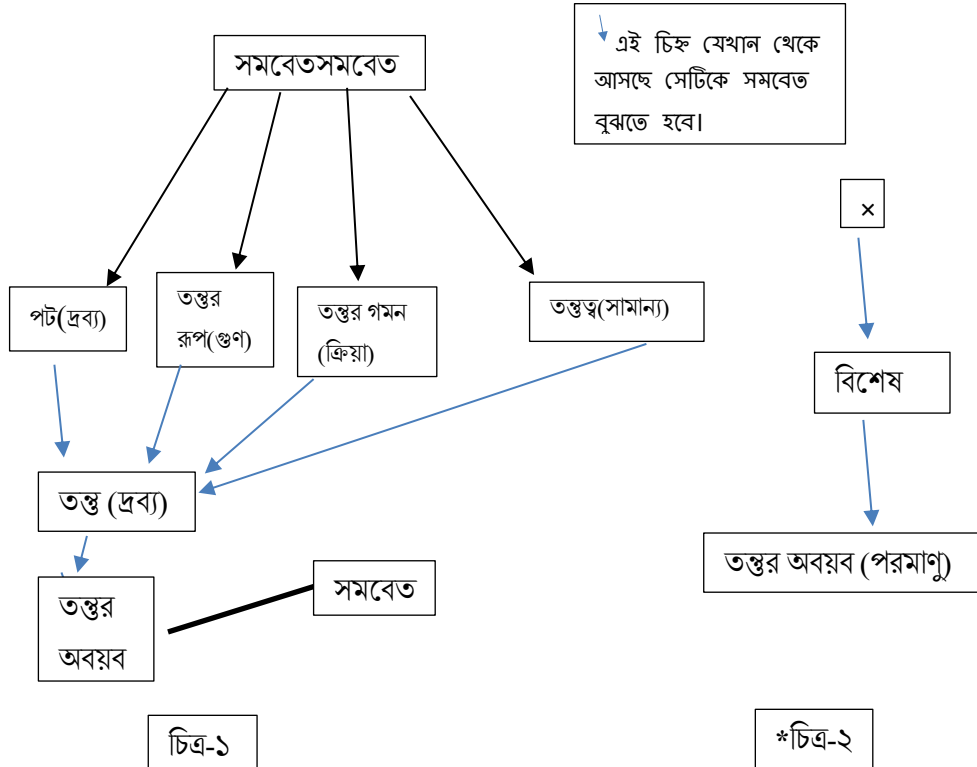 সমবেতসমবেত
এই চিহ্ন যেখান থেকে
আসছে সেটিকে সমবেত
বুঝতে হবে।
×
পট(দ্রব্য)
তন্তুর
রূপ(গুণ)
তন্তুর গমন
(ক্রিয়া)
তন্তুত্ব(সামান্য)
বিশেষ
তন্তু (দ্রব্য)
তন্তুর অবয়ব (পরমাণু)
তন্তুর
অবয়ব
সমবেত
চিত্র-১
*চিত্র-২